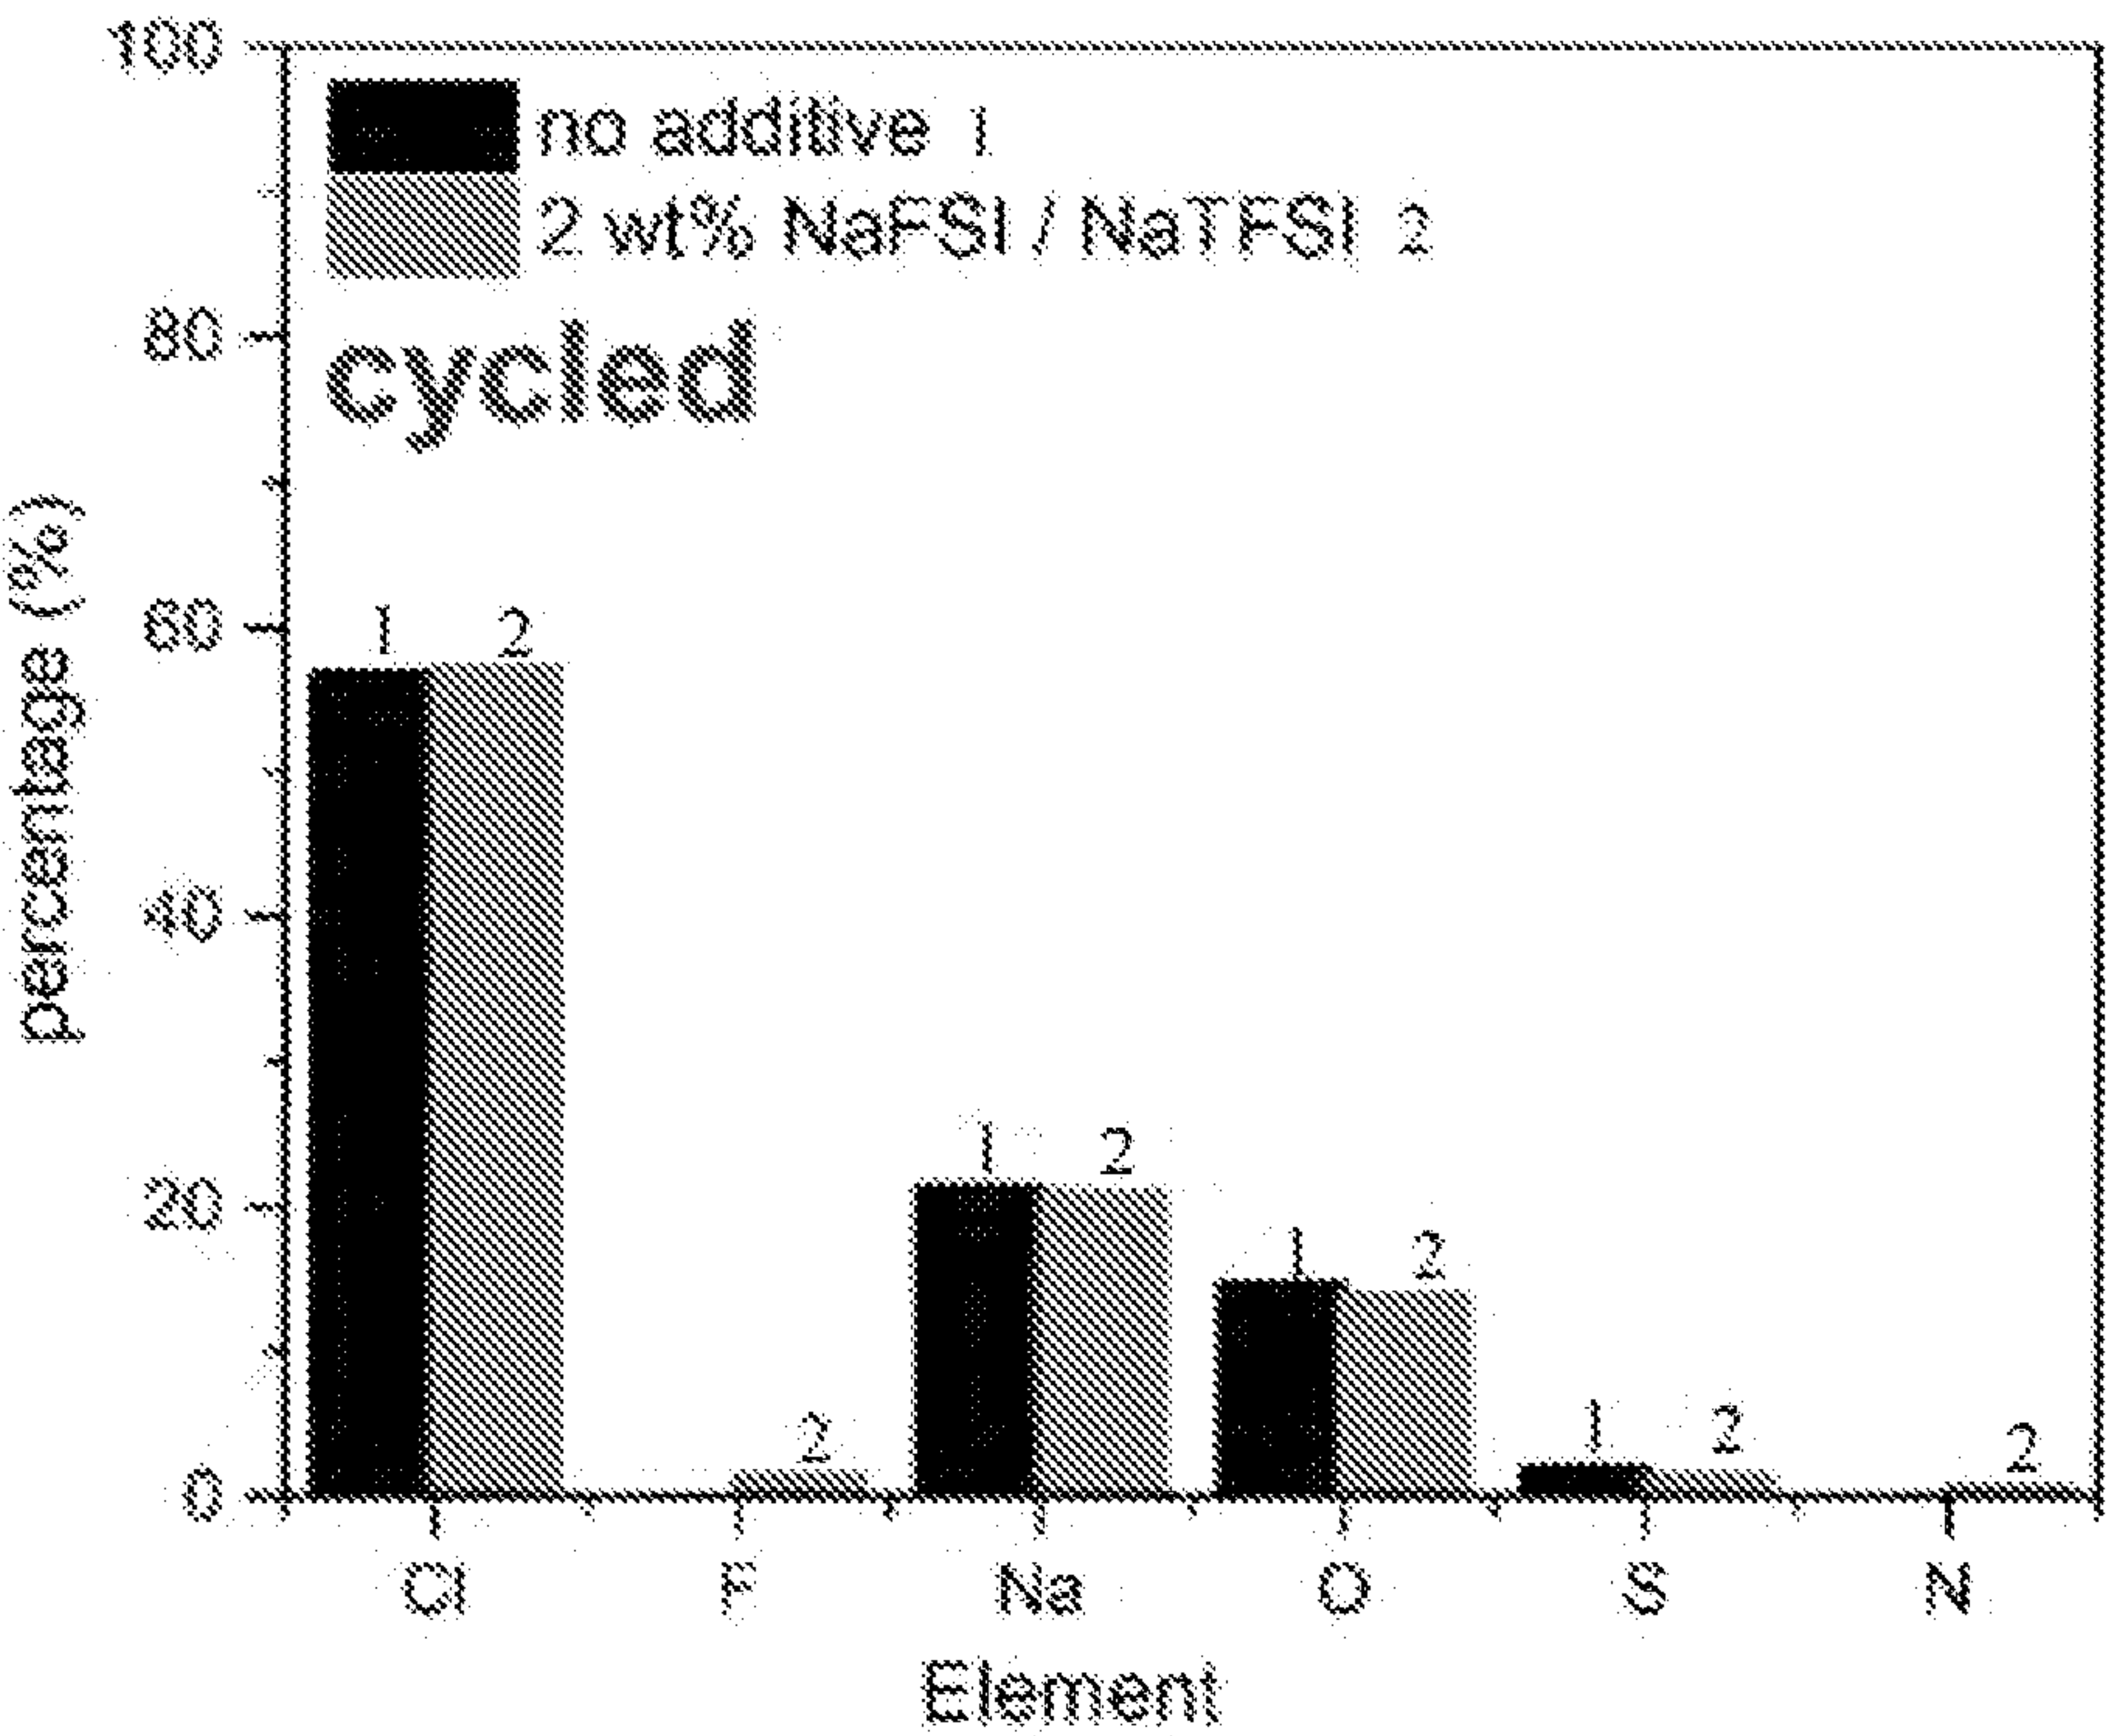 100
no additive 1
2 wt% NaFSI / NaTFSI 2
80
cycled
percentage (%)
60
1 2
40
20
1 2
1 2
2
1 2
2
0
Cl F Na O S N
Element